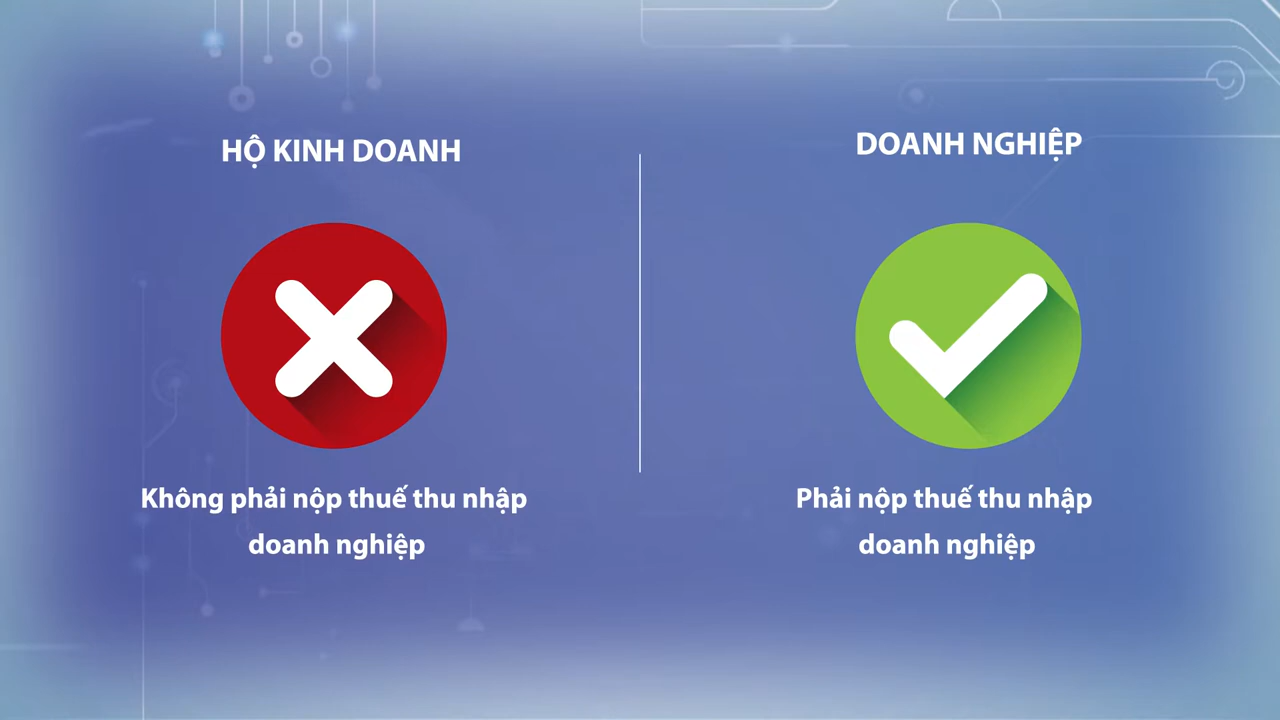 HỘ KINH DOANH
Không phải nộp thuế thu nhập
doanh nghiệp
DOANH NGHIỆP
Phải nộp thuế thu nhập
doanh nghiệp